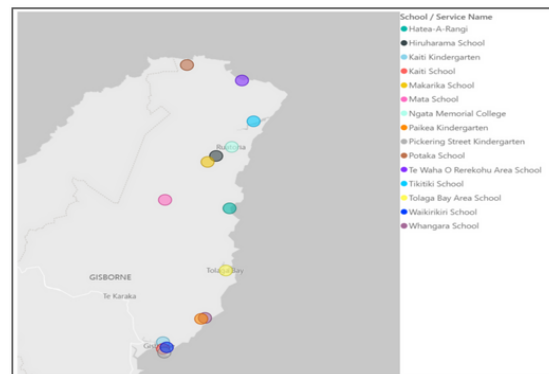 School / Service Name
Hatea-A-Rangi
Hiruharama School
Kaiti Kindergarten
Kaiti School
Makarika School
Mata School
Ngata Memorial College
Paikea Kindergarten
Pickering Street Kindergarten
Potaka School
Te Waha O Rerekohu Area School
Tikitiki School
Tolaga Bay Area School
Waikirikiri School
Whangara School
GISBORNE
Tolaga Bay
Te Karaka